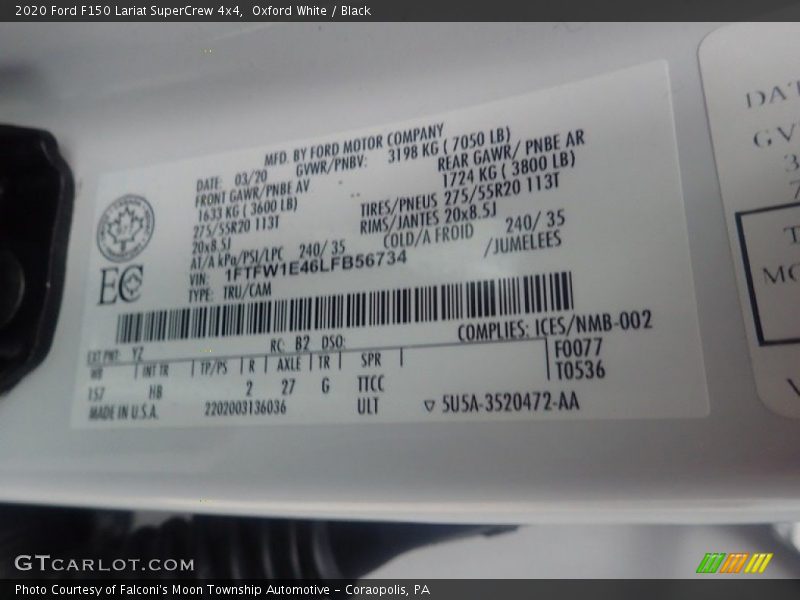 2020 Ford F150 Lariat SuperCrew 4x4, Oxford White / Black
MFD. BY FORD MOTOR COMPANY
DATE: 03/20 GVWR/PNBV: 3198 KG ( 7050 LB)
FRONT GAWR/PNBE AV REAR GAWR/ PNBE AR
1633 KG ( 3600 LB) 1724 KG ( 3800 LB)
275/55R20 113T TIRES/PNEUS 275/55R20 113T
20x8.5J RIMS/JANTES 20x8.5J
AT/A kPa/PSI/LPC 240/ 35 COLD/A FROID 240/ 35
VIN: 1FTFW1E46LFB56734 /JUMELEES
TYPE: TRU/CAM
EC
EXT PNT: YZ RC: B2 DSO: COMPLIES: ICES/NMB-002
WB INT TR TP/PS R AXLE TR SPR F0077
157 HB 2 27 G TTCC T0536
MADE IN U.S.A. 2202003136036 ULT ▽ 5U5A-3520472-AA
DAT
GV
3
7
T
MO
GTCARLOT.COM
Photo Courtesy of Falconi's Moon Township Automotive – Coraopolis, PA